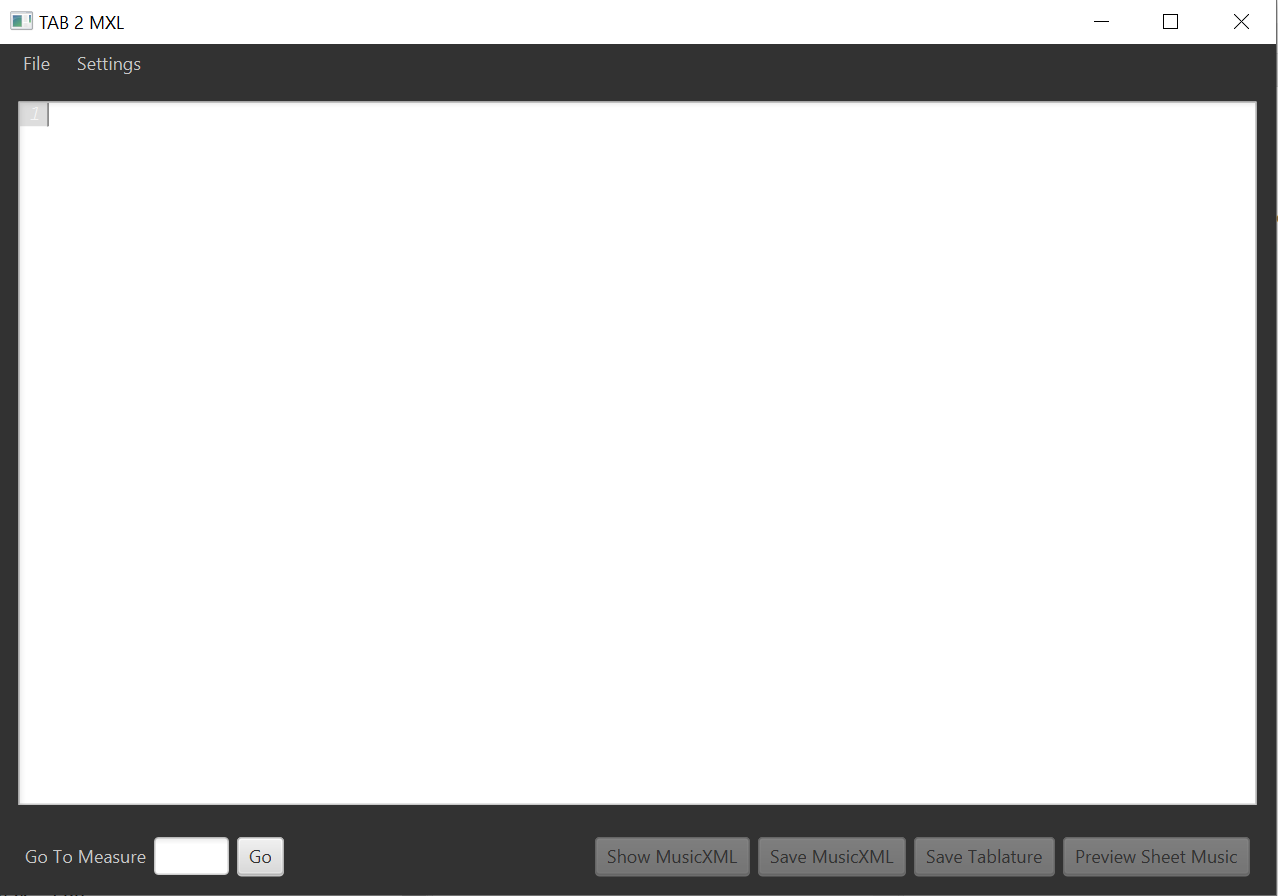 TAB 2 MXL
File Settings
1
Go To Measure Go Show MusicXML Save MusicXML Save Tablature Preview Sheet Music